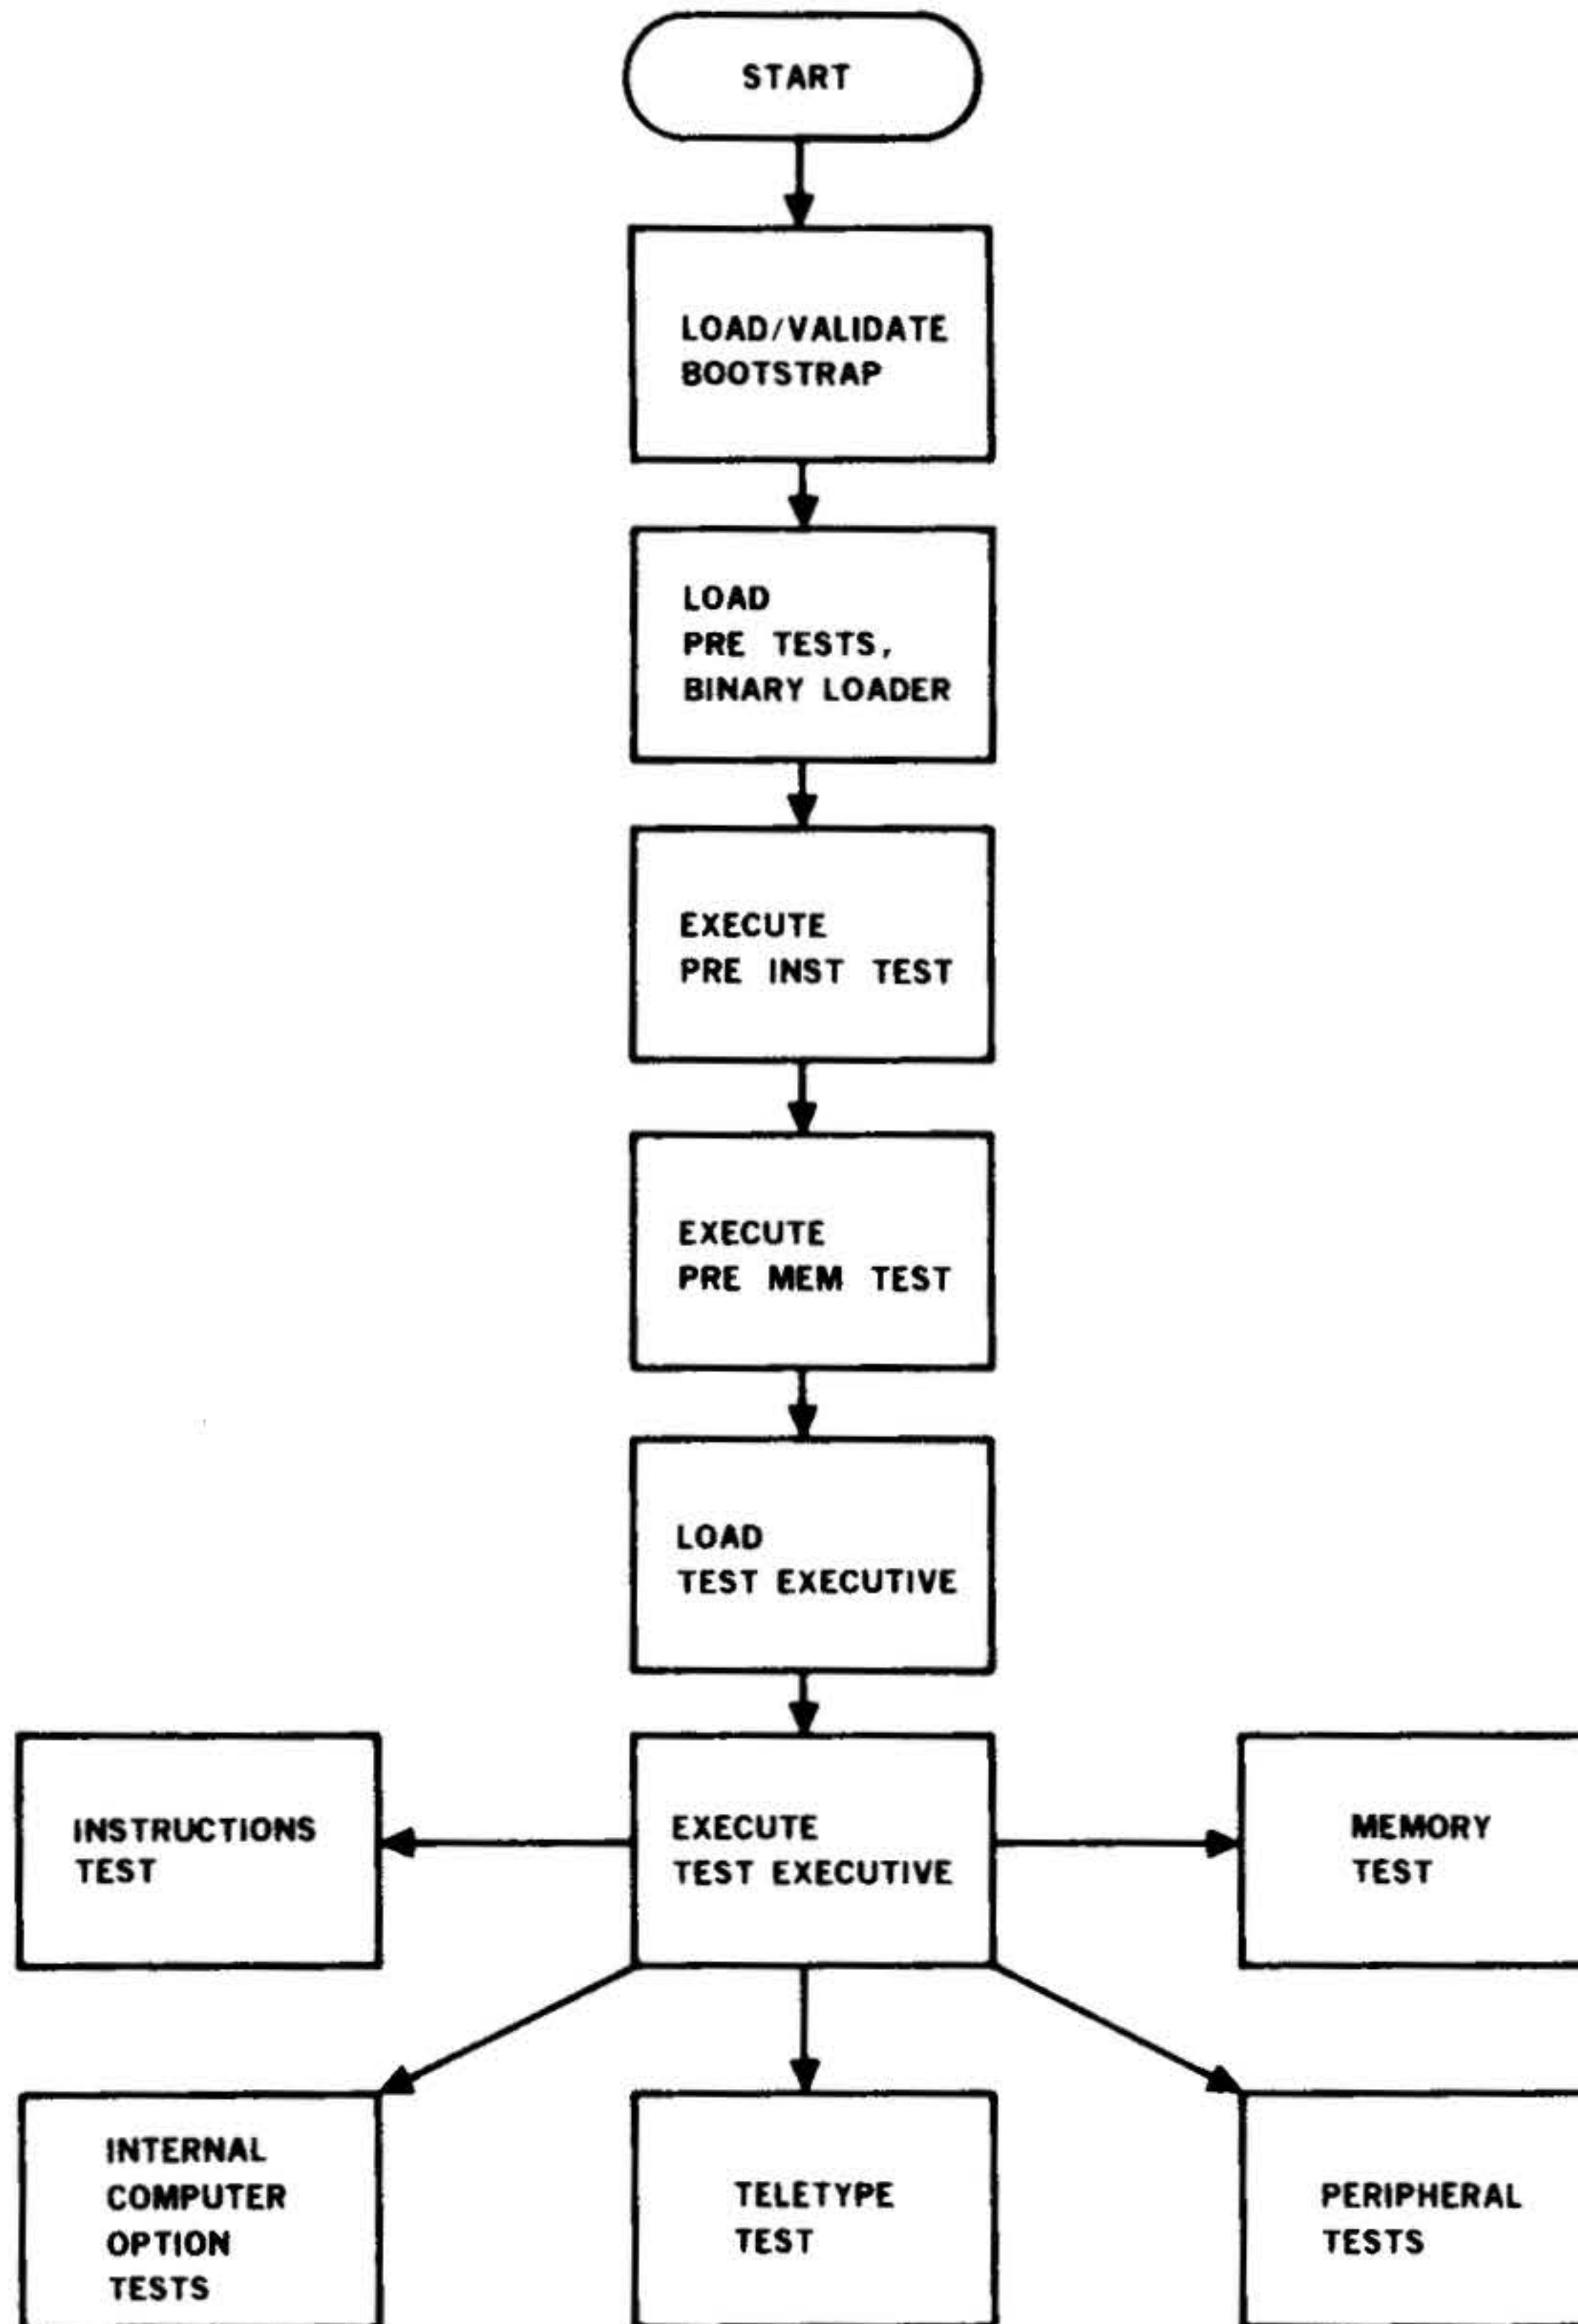 START
LOAD/VALIDATE
BOOTSTRAP
LOAD
PRE TESTS,
BINARY LOADER
EXECUTE
PRE INST TEST
EXECUTE
PRE MEM TEST
LOAD
TEST EXECUTIVE
INSTRUCTIONS
TEST
EXECUTE
TEST EXECUTIVE
MEMORY
TEST
INTERNAL
COMPUTER
OPTION
TESTS
TELETYPE
TEST
PERIPHERAL
TESTS